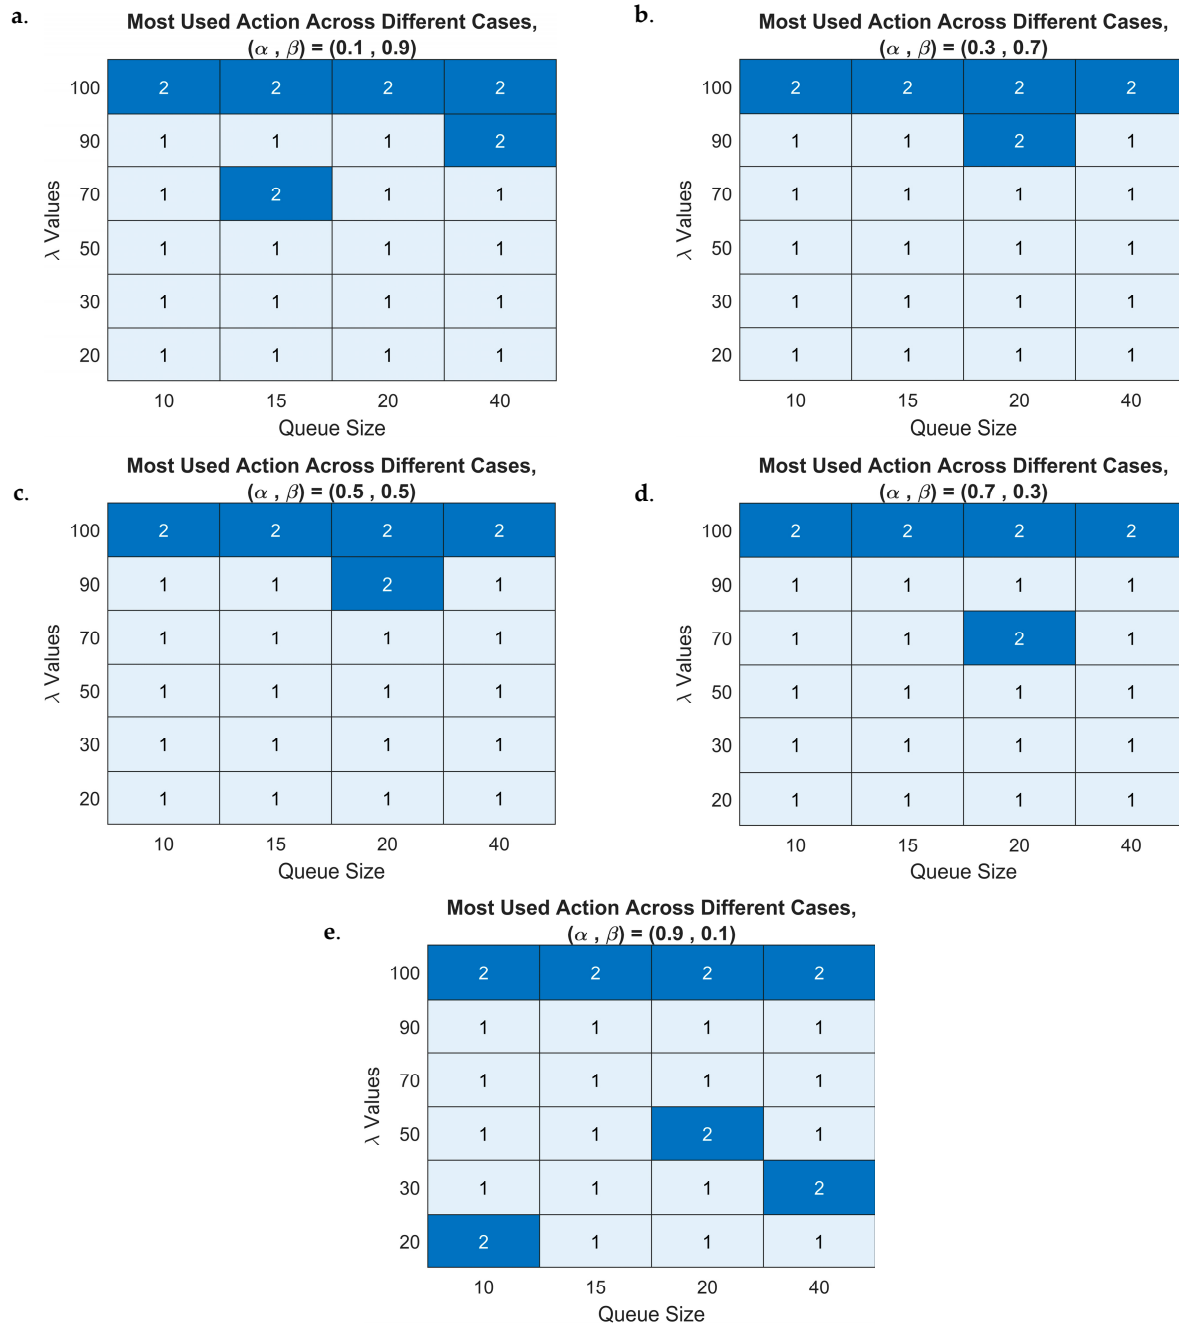 a.
Most Used Action Across Different Cases,
(α , β) = (0.1 , 0.9)
λ Values
100 2 2 2 2
90 1 1 1 2
70 1 2 1 1
50 1 1 1 1
30 1 1 1 1
20 1 1 1 1
10 15 20 40
Queue Size
b.
Most Used Action Across Different Cases,
(α , β) = (0.3 , 0.7)
λ Values
100 2 2 2 2
90 1 1 2 1
70 1 1 1 1
50 1 1 1 1
30 1 1 1 1
20 1 1 1 1
10 15 20 40
Queue Size
c.
Most Used Action Across Different Cases,
(α , β) = (0.5 , 0.5)
λ Values
100 2 2 2 2
90 1 1 2 1
70 1 1 1 1
50 1 1 1 1
30 1 1 1 1
20 1 1 1 1
10 15 20 40
Queue Size
d.
Most Used Action Across Different Cases,
(α , β) = (0.7 , 0.3)
λ Values
100 2 2 2 2
90 1 1 1 1
70 1 1 2 1
50 1 1 1 1
30 1 1 1 1
20 1 1 1 1
10 15 20 40
Queue Size
e.
Most Used Action Across Different Cases,
(α , β) = (0.9 , 0.1)
λ Values
100 2 2 2 2
90 1 1 1 1
70 1 1 1 1
50 1 1 2 1
30 1 1 1 2
20 2 1 1 1
10 15 20 40
Queue Size